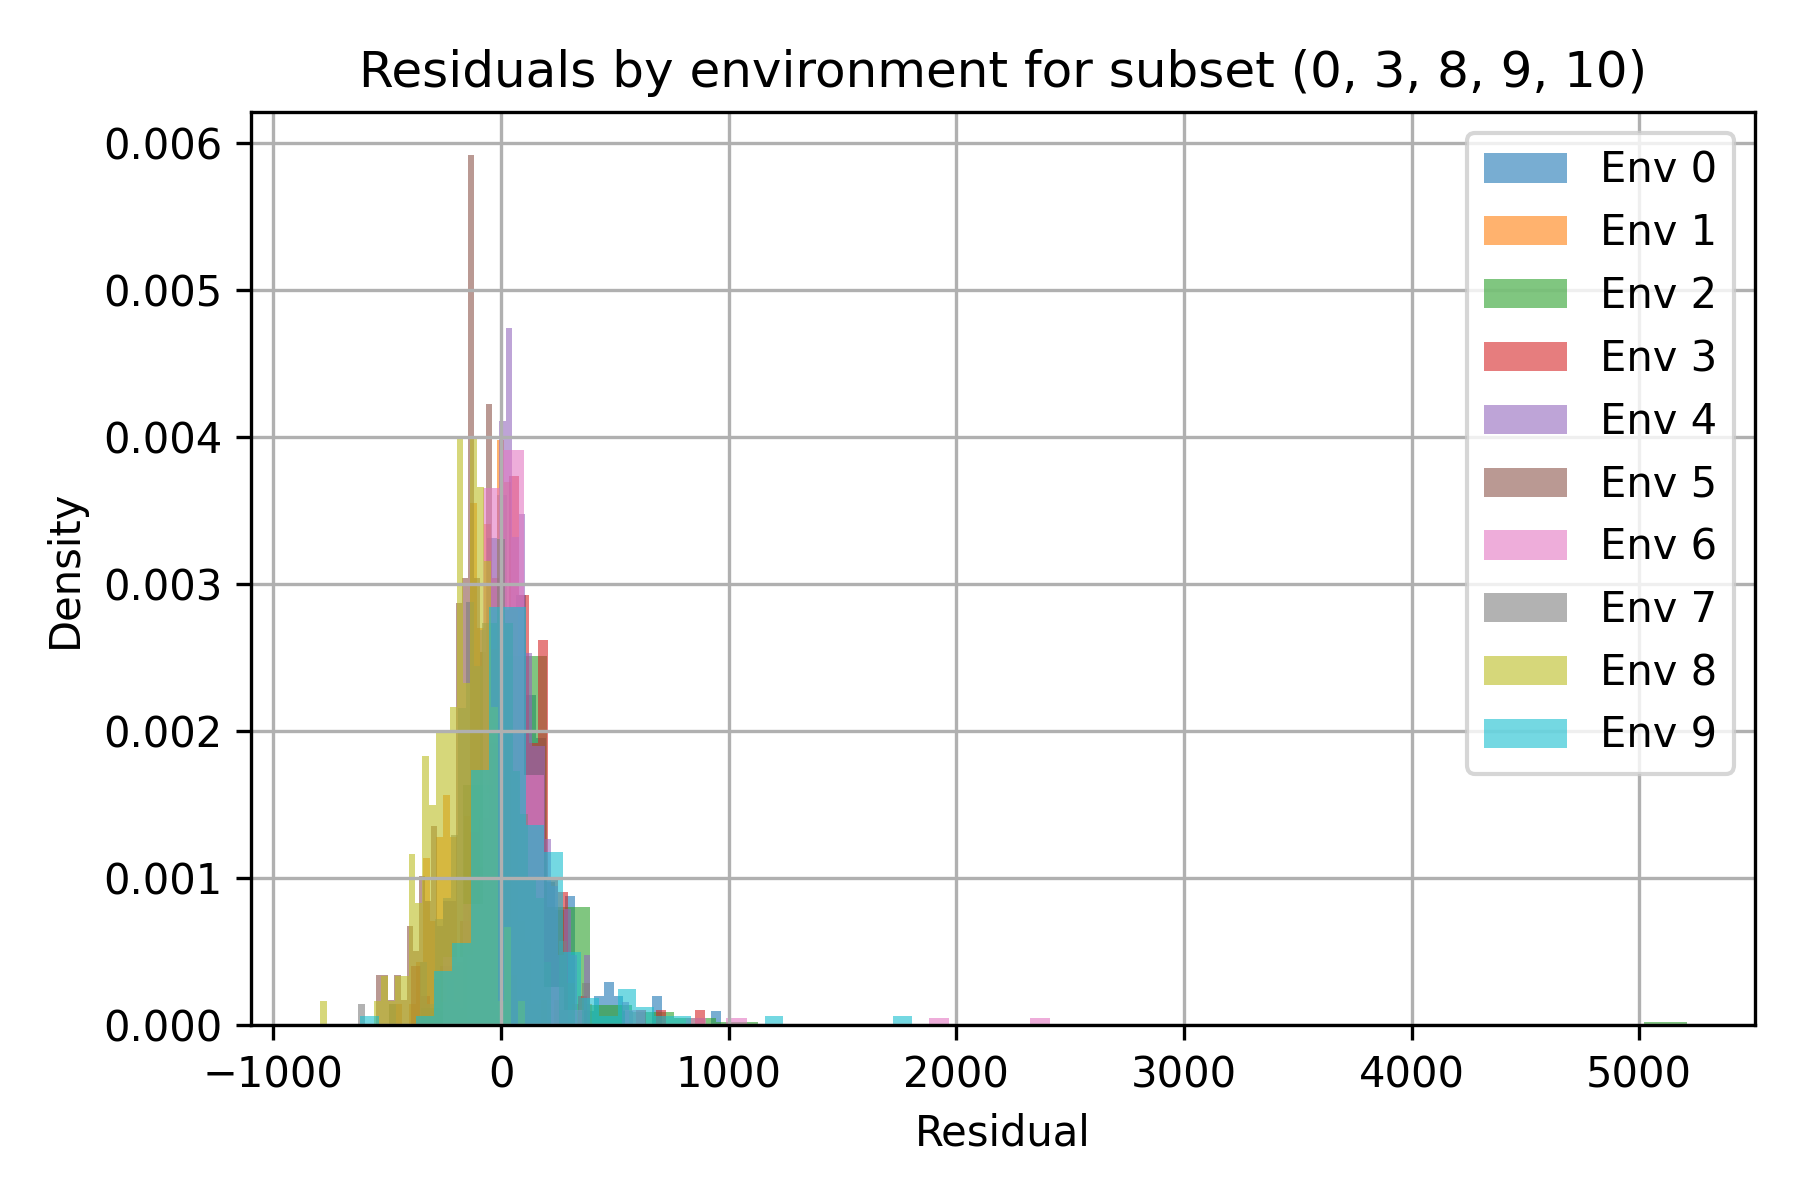 Residuals by environment for subset (0, 3, 8, 9, 10)
0.006
0.005
0.004
0.003
0.002
0.001
0.000
Density
−1000
0
1000
2000
3000
4000
5000
Residual
Env 0
Env 1
Env 2
Env 3
Env 4
Env 5
Env 6
Env 7
Env 8
Env 9